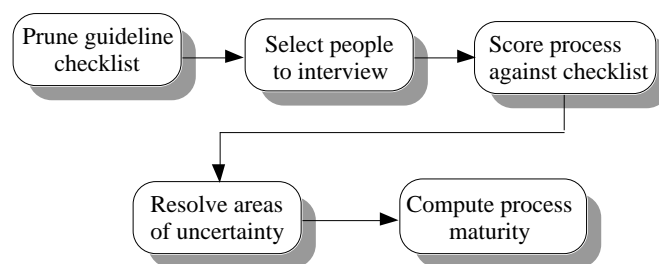 Prune guideline
checklist
Select people
to interview
Score process
against checklist
Resolve areas
of uncertainty
Compute process
maturity